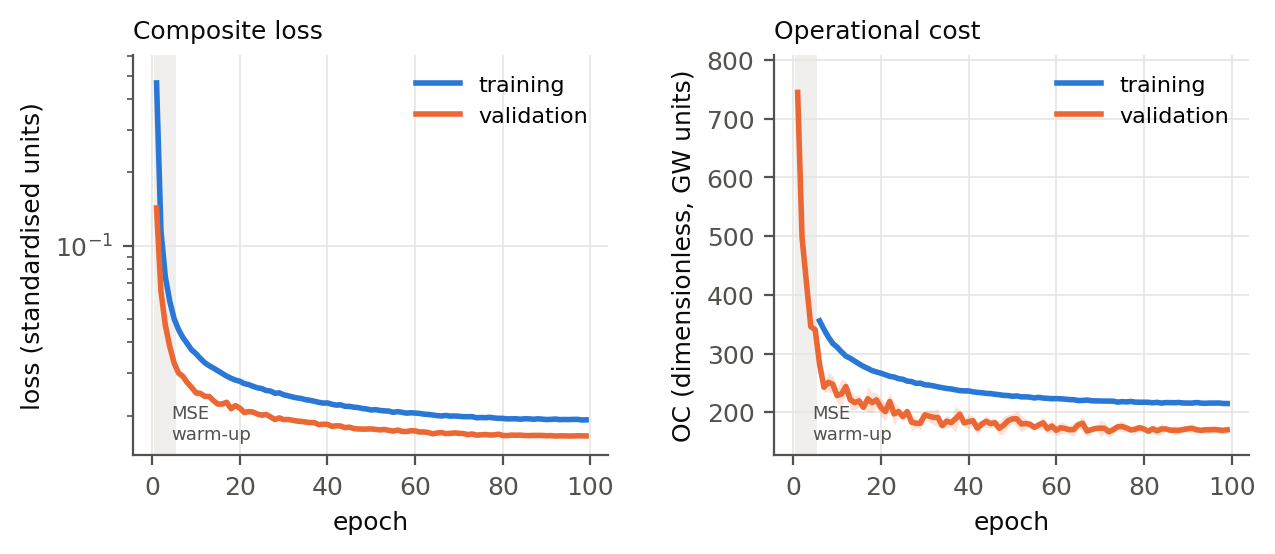 Composite loss
loss (standardised units)
10⁻¹
training
validation
MSE
warm-up
0 20 40 60 80 100
epoch
Operational cost
OC (dimensionless, GW units)
800
700
600
500
400
300
200
training
validation
MSE
warm-up
0 20 40 60 80 100
epoch